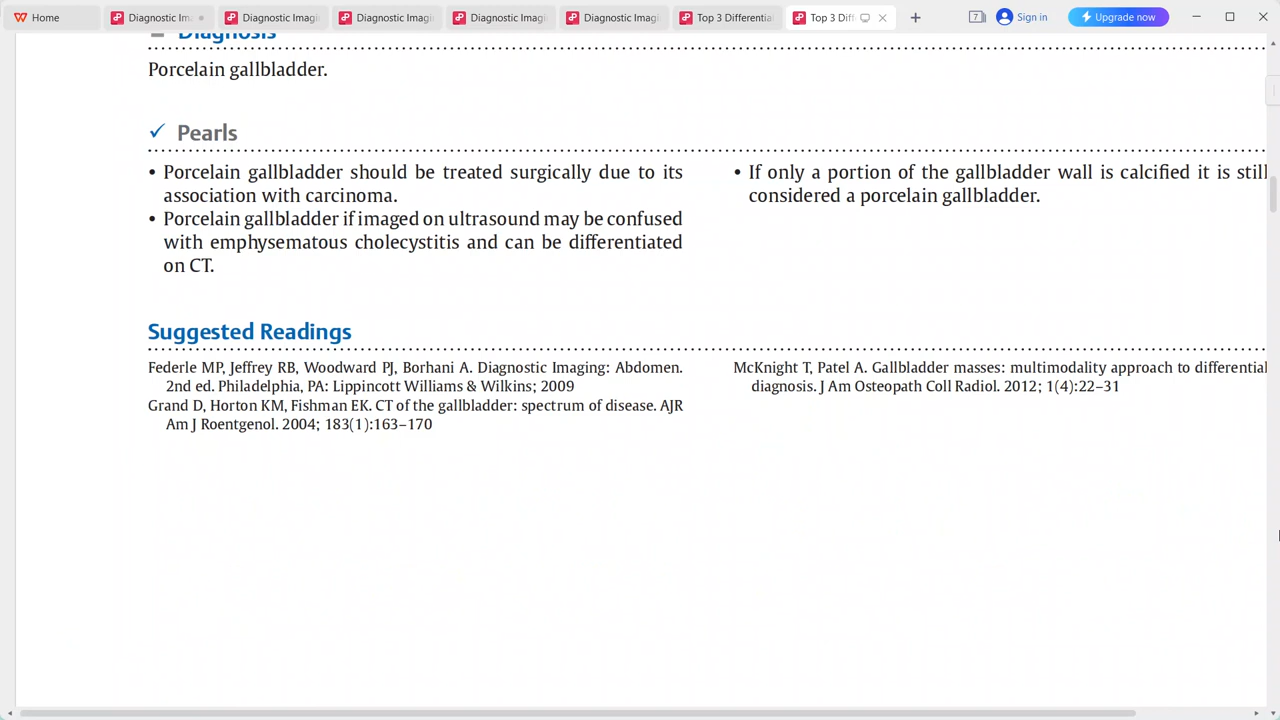 Home
Diagnostic Im
Diagnostic Imagi
Diagnostic Imagi
Diagnostic Imagi
Diagnostic Imagi
Top 3 Differentia
Top 3 Dif
7
Sign in
Upgrade now
Diagnosis
Porcelain gallbladder.
Pearls
• Porcelain gallbladder should be treated surgically due to its
association with carcinoma.
• Porcelain gallbladder if imaged on ultrasound may be confused
with emphysematous cholecystitis and can be differentiated
on CT.
• If only a portion of the gallbladder wall is calcified it is still
considered a porcelain gallbladder.
Suggested Readings
Federle MP, Jeffrey RB, Woodward PJ, Borhani A. Diagnostic Imaging: Abdomen.
2nd ed. Philadelphia, PA: Lippincott Williams & Wilkins; 2009
Grand D, Horton KM, Fishman EK. CT of the gallbladder: spectrum of disease. AJR
Am J Roentgenol. 2004; 183(1):163–170
McKnight T, Patel A. Gallbladder masses: multimodality approach to differential
diagnosis. J Am Osteopath Coll Radiol. 2012; 1(4):22–31